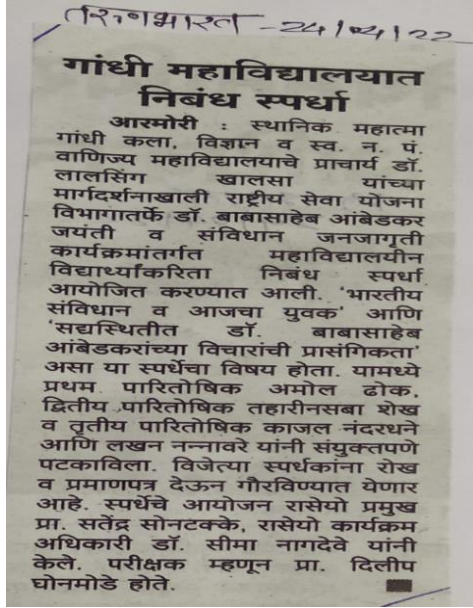 तरुणभारत - 24/04/22
गांधी महाविद्यालयात
निबंध स्पर्धा
आरमोरी : स्थानिक महात्मा
गांधी कला, विज्ञान व स्व. न. पं.
वाणिज्य महाविद्यालयाचे प्राचार्य डॉ.
लालसिंग खालसा यांच्या
मार्गदर्शनाखाली राष्ट्रीय सेवा योजना
विभागातर्फे डॉ. बाबासाहेब आंबेडकर
जयंती व संविधान जनजागृती
कार्यक्रमांतर्गत महाविद्यालयीन
विद्यार्थ्यांकरिता निबंध स्पर्धा
आयोजित करण्यात आली. 'भारतीय
संविधान व आजचा युवक' आणि
'सद्यस्थितीत डॉ. बाबासाहेब
आंबेडकरांच्या विचारांची प्रासंगिकता'
असा या स्पर्धेचा विषय होता. यामध्ये
प्रथम पारितोषिक अमोल ढोक,
द्वितीय पारितोषिक तहारीनसबा शेख
व तृतीय पारितोषिक काजल नंदरधने
आणि लखन नन्नावरे यांनी संयुक्तपणे
पटकाविला. विजेत्या स्पर्धकांना रोख
व प्रमाणपत्र देऊन गौरविण्यात येणार
आहे. स्पर्धेचे आयोजन रासेयो प्रमुख
प्रा. सतेंद्र सोनटक्के, रासेयो कार्यक्रम
अधिकारी डॉ. सीमा नागदेवे यांनी
केले. परीक्षक म्हणून प्रा. दिलीप
घोनमोडे होते.